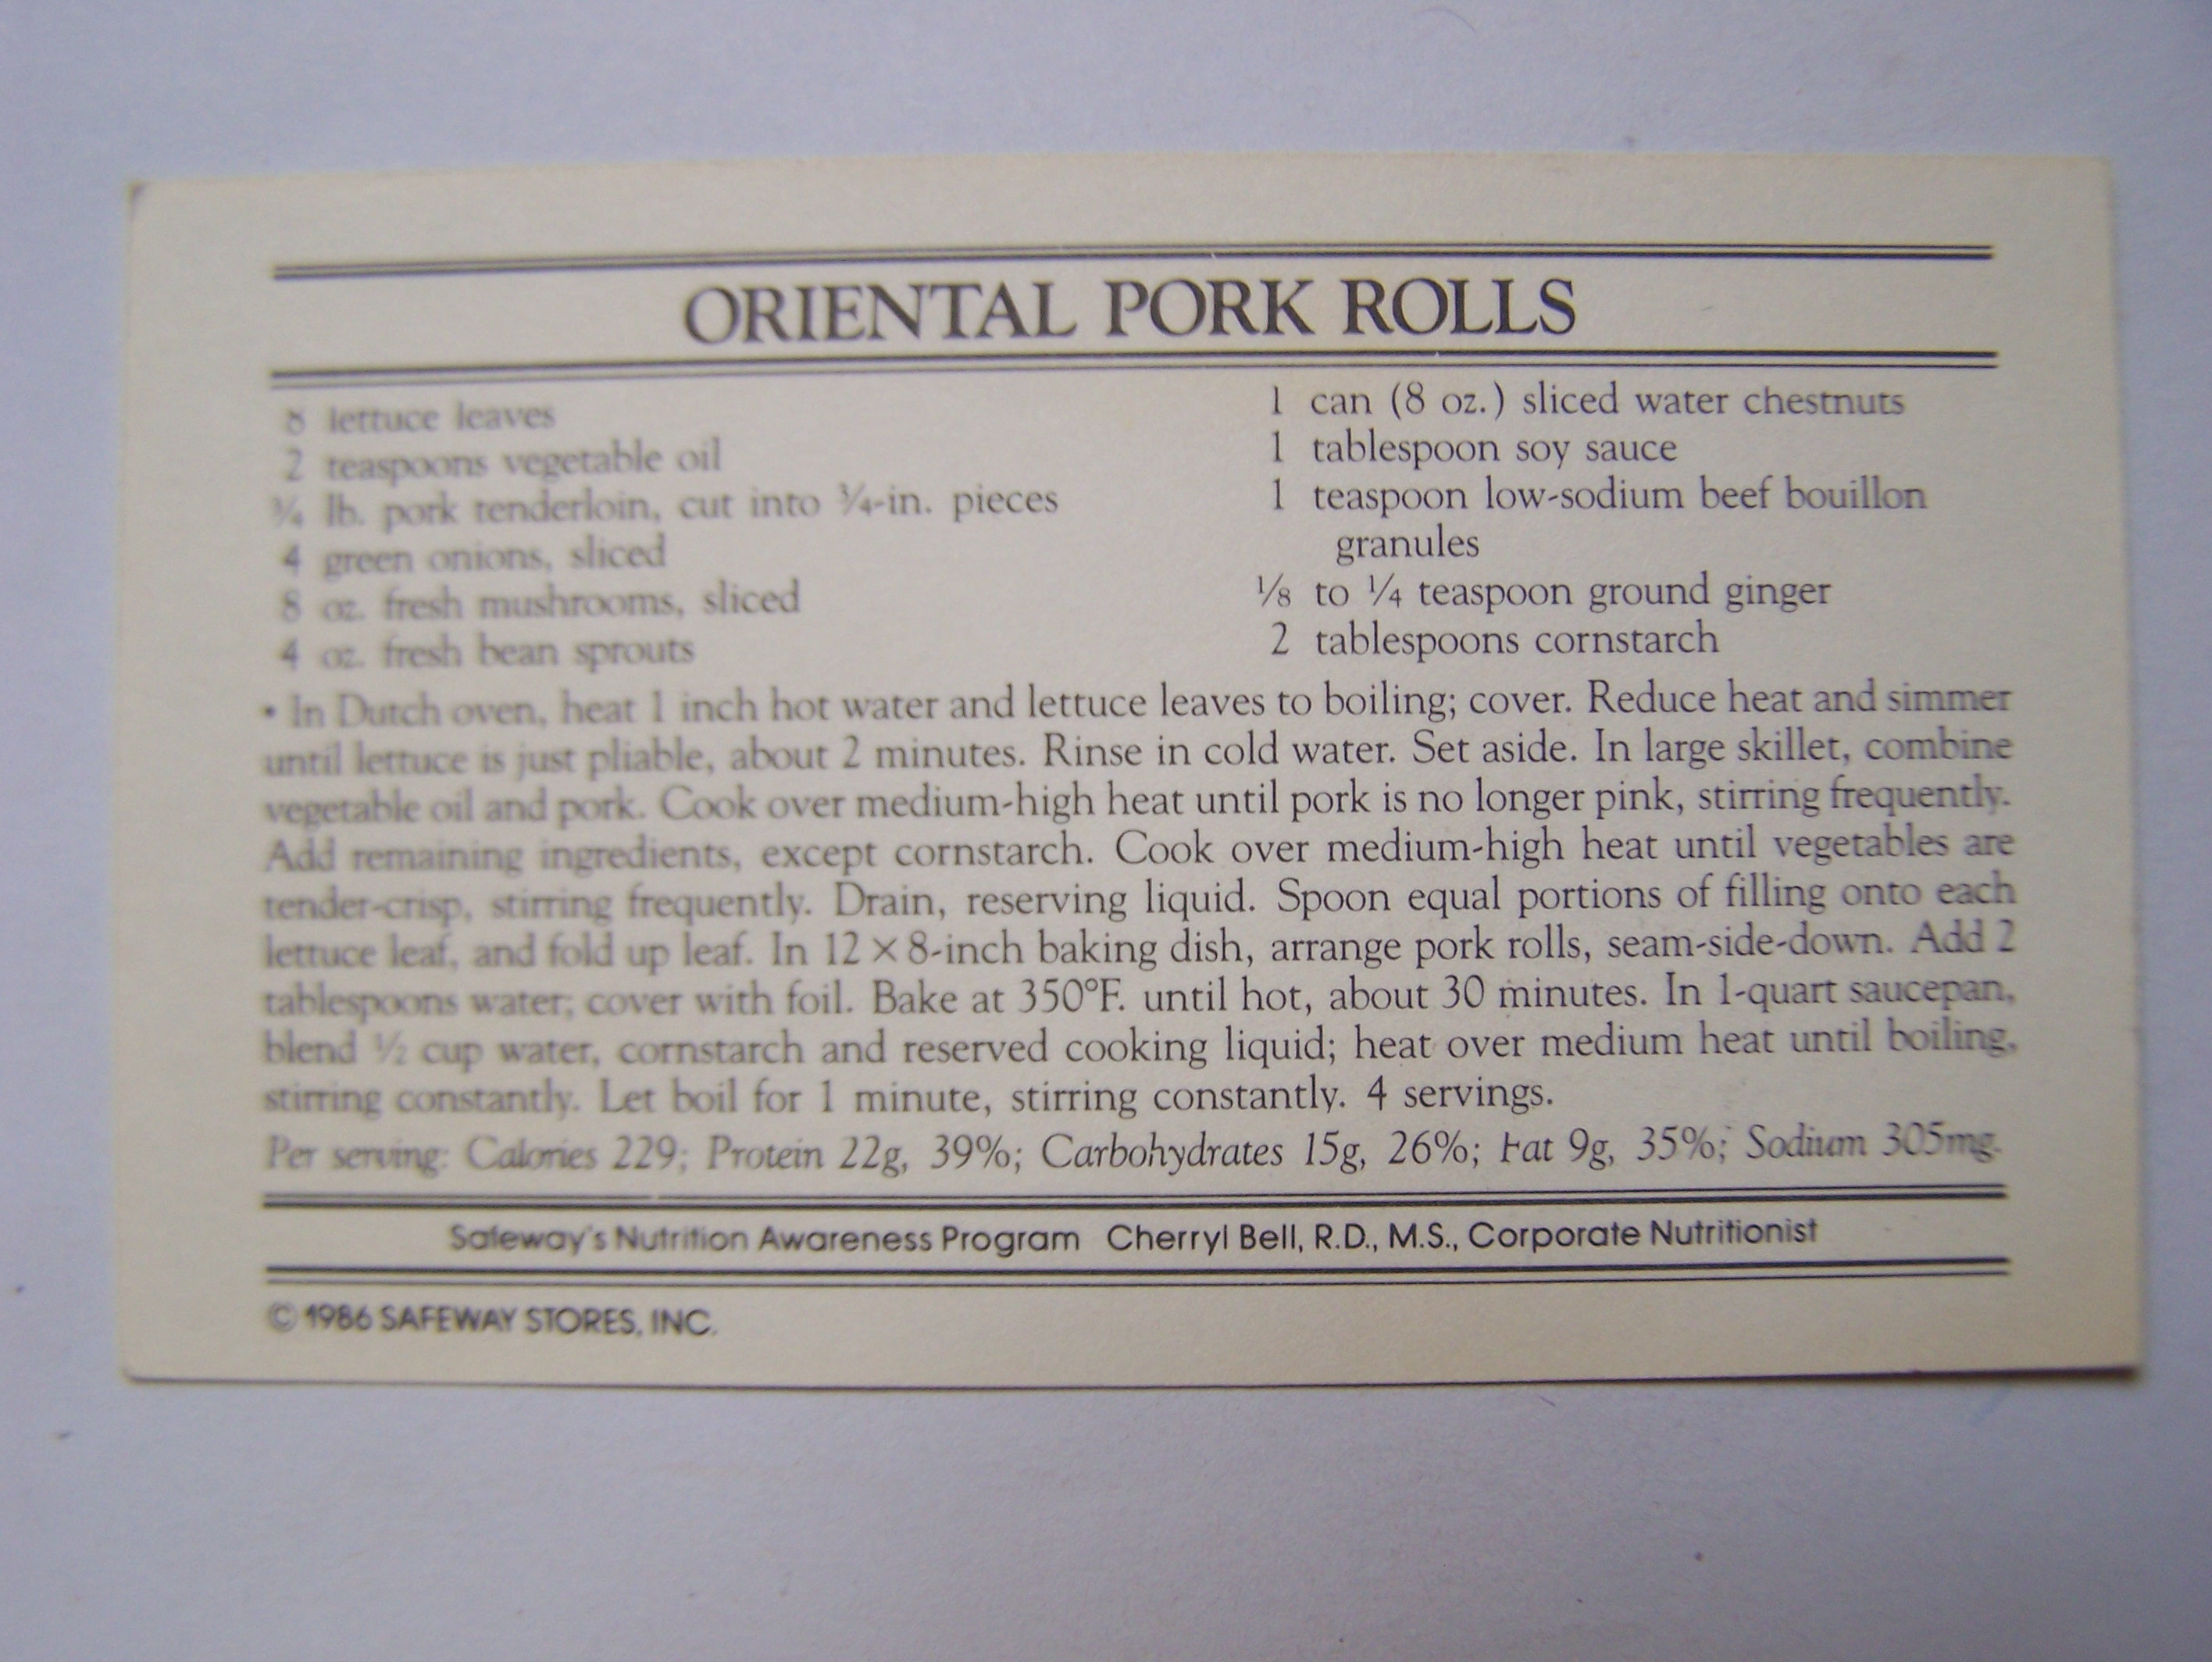 ORIENTAL PORK ROLLS
8 lettuce leaves
2 teaspoons vegetable oil
¾ lb. pork tenderloin, cut into ¾-in. pieces
4 green onions, sliced
8 oz. fresh mushrooms, sliced
4 oz. fresh bean sprouts
1 can (8 oz.) sliced water chestnuts
1 tablespoon soy sauce
1 teaspoon low-sodium beef bouillon
granules
⅛ to ¼ teaspoon ground ginger
2 tablespoons cornstarch
• In Dutch oven, heat 1 inch hot water and lettuce leaves to boiling; cover. Reduce heat and simmer
until lettuce is just pliable, about 2 minutes. Rinse in cold water. Set aside. In large skillet, combine
vegetable oil and pork. Cook over medium-high heat until pork is no longer pink, stirring frequently.
Add remaining ingredients, except cornstarch. Cook over medium-high heat until vegetables are
tender-crisp, stirring frequently. Drain, reserving liquid. Spoon equal portions of filling onto each
lettuce leaf, and fold up leaf. In 12 × 8-inch baking dish, arrange pork rolls, seam-side-down. Add 2
tablespoons water; cover with foil. Bake at 350°F. until hot, about 30 minutes. In 1-quart saucepan,
blend ½ cup water, cornstarch and reserved cooking liquid; heat over medium heat until boiling,
stirring constantly. Let boil for 1 minute, stirring constantly. 4 servings.
Per serving: Calories 229; Protein 22g, 39%; Carbohydrates 15g, 26%; Fat 9g, 35%; Sodium 305mg.
Safeway's Nutrition Awareness Program Cherryl Bell, R.D., M.S., Corporate Nutritionist
© 1986 SAFEWAY STORES, INC.